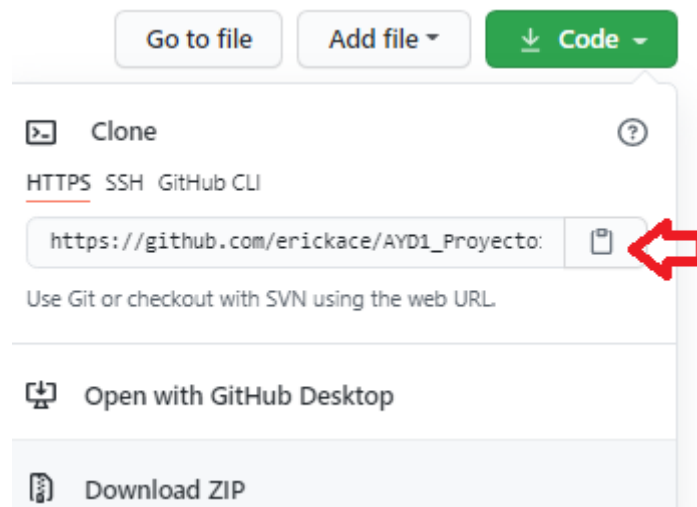 Go to file Add file Code
Clone
HTTPS SSH GitHub CLI
https://github.com/erickace/AYD1_Proyecto
Use Git or checkout with SVN using the web URL.
Open with GitHub Desktop
Download ZIP